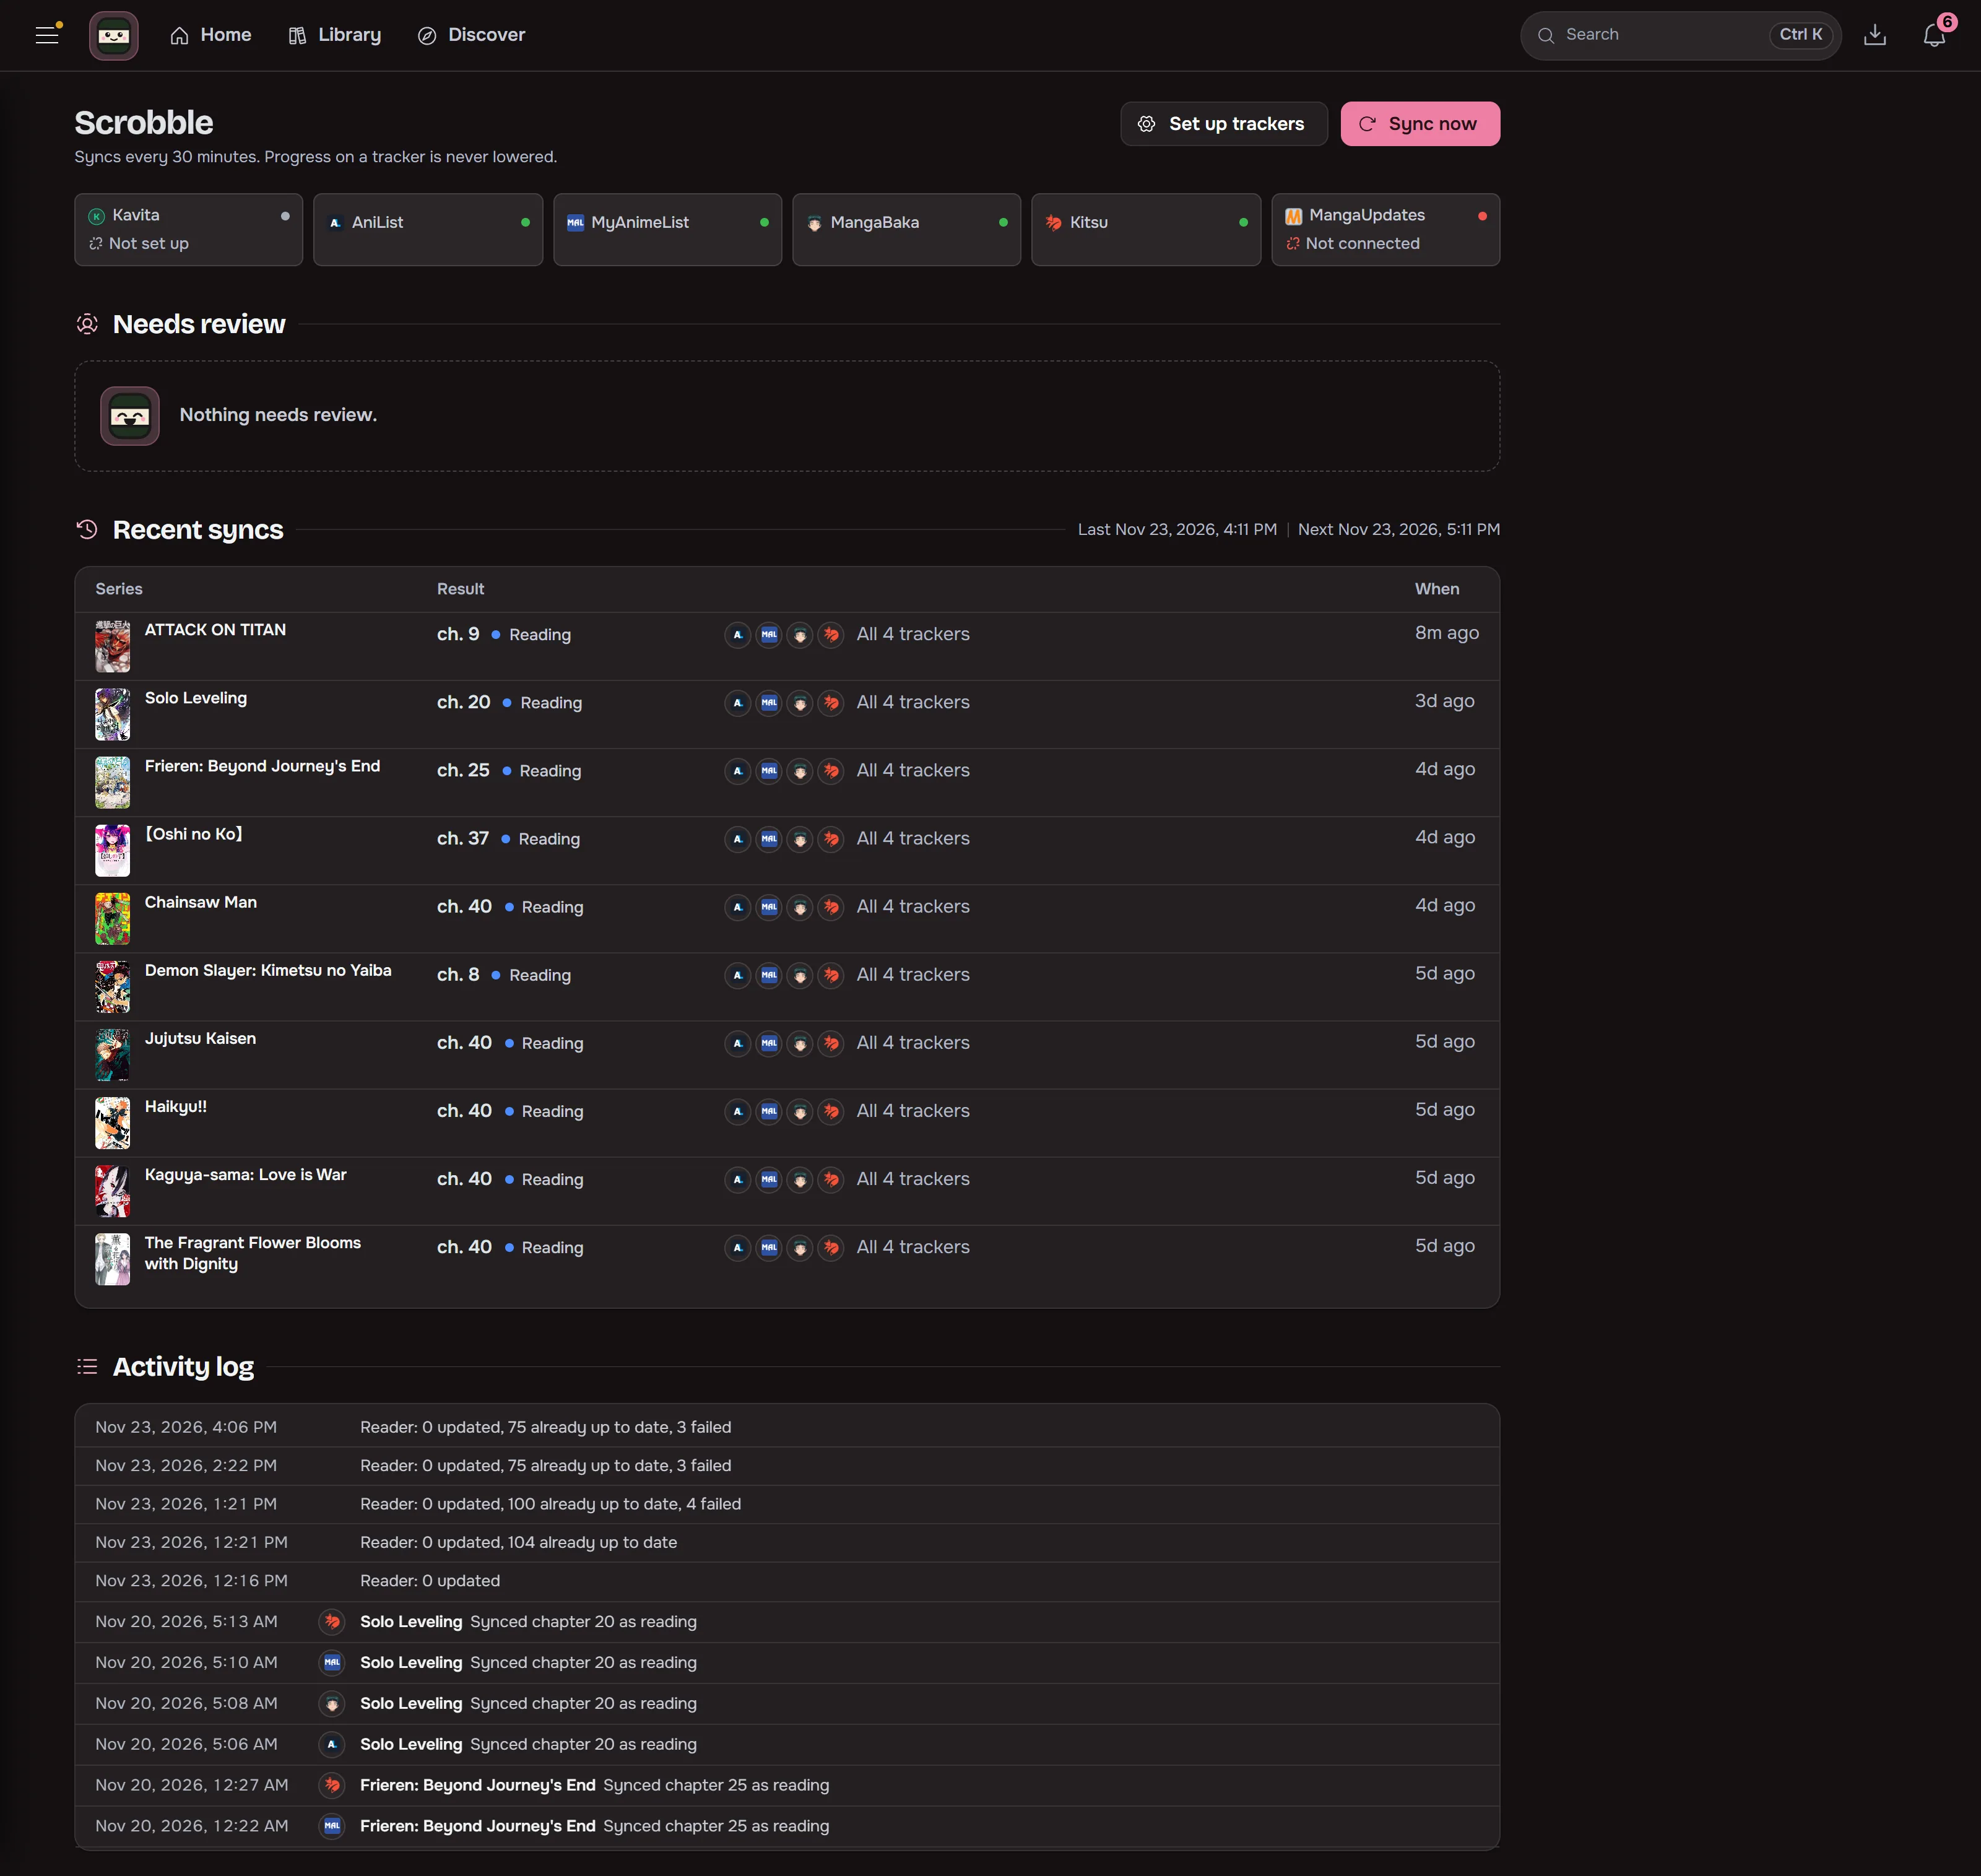 Home
Library
Discover
Search
Ctrl K
6
Scrobble
Syncs every 30 minutes. Progress on a tracker is never lowered.
Set up trackers
Sync now
K Kavita
Not set up
A. AniList
MAL MyAnimeList
MangaBaka
Kitsu
M MangaUpdates
Not connected
Needs review
Nothing needs review.
Recent syncs
Last Nov 23, 2026, 4:11 PM | Next Nov 23, 2026, 5:11 PM
Series Result When
ATTACK ON TITAN ch. 9 Reading A. MAL All 4 trackers 8m ago
Solo Leveling ch. 20 Reading A. MAL All 4 trackers 3d ago
Frieren: Beyond Journey's End ch. 25 Reading A. MAL All 4 trackers 4d ago
【Oshi no Ko】 ch. 37 Reading A. MAL All 4 trackers 4d ago
Chainsaw Man ch. 40 Reading A. MAL All 4 trackers 4d ago
Demon Slayer: Kimetsu no Yaiba ch. 8 Reading A. MAL All 4 trackers 5d ago
Jujutsu Kaisen ch. 40 Reading A. MAL All 4 trackers 5d ago
Haikyu!! ch. 40 Reading A. MAL All 4 trackers 5d ago
Kaguya-sama: Love is War ch. 40 Reading A. MAL All 4 trackers 5d ago
The Fragrant Flower Blooms
with Dignity ch. 40 Reading A. MAL All 4 trackers 5d ago
Activity log
Nov 23, 2026, 4:06 PM Reader: 0 updated, 75 already up to date, 3 failed
Nov 23, 2026, 2:22 PM Reader: 0 updated, 75 already up to date, 3 failed
Nov 23, 2026, 1:21 PM Reader: 0 updated, 100 already up to date, 4 failed
Nov 23, 2026, 12:21 PM Reader: 0 updated, 104 already up to date
Nov 23, 2026, 12:16 PM Reader: 0 updated
Nov 20, 2026, 5:13 AM Solo Leveling Synced chapter 20 as reading
Nov 20, 2026, 5:10 AM MAL Solo Leveling Synced chapter 20 as reading
Nov 20, 2026, 5:08 AM Solo Leveling Synced chapter 20 as reading
Nov 20, 2026, 5:06 AM A. Solo Leveling Synced chapter 20 as reading
Nov 20, 2026, 12:27 AM Frieren: Beyond Journey's End Synced chapter 25 as reading
Nov 20, 2026, 12:22 AM MAL Frieren: Beyond Journey's End Synced chapter 25 as reading